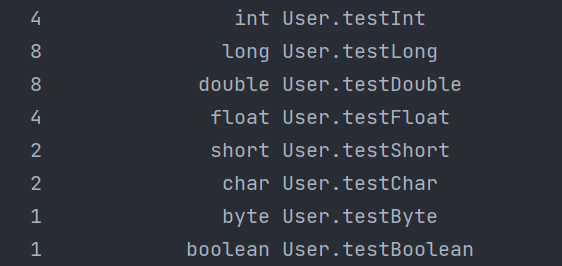 4 int User.testInt
8 long User.testLong
8 double User.testDouble
4 float User.testFloat
2 short User.testShort
2 char User.testChar
1 byte User.testByte
1 boolean User.testBoolean